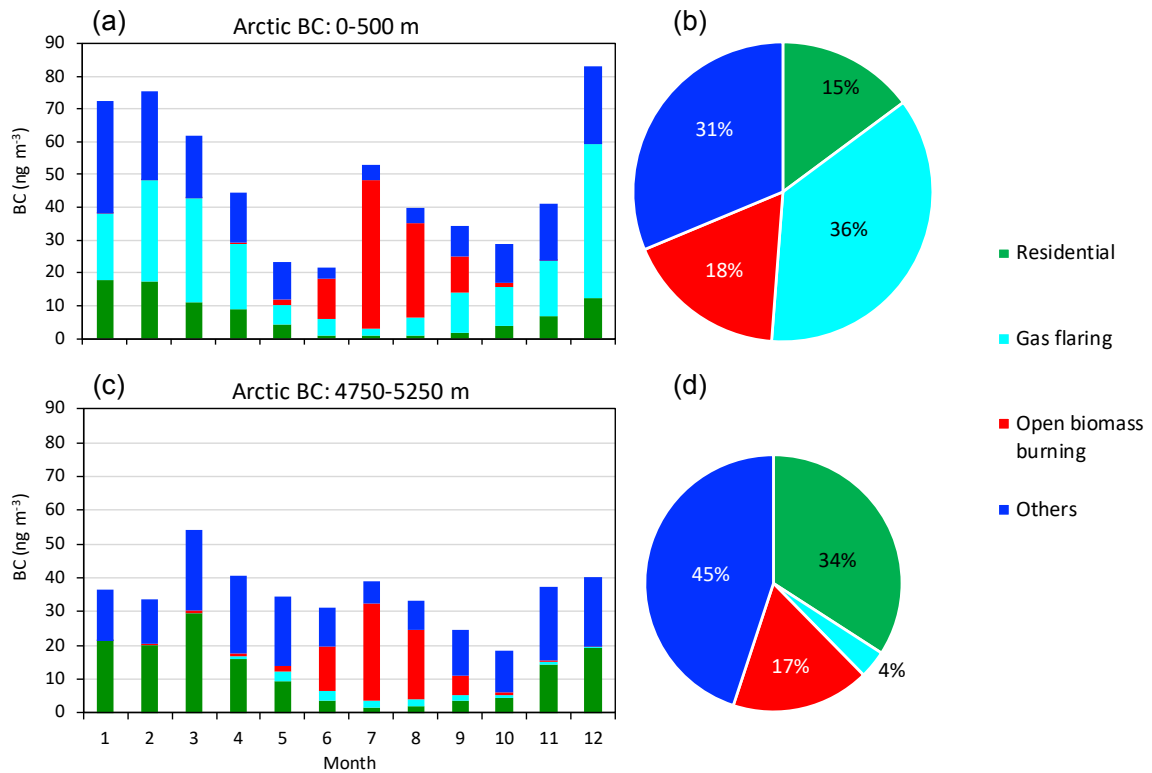 (a)
Arctic BC: 0-500 m
90
80
70
60
50
40
30
20
10
0
BC (ng m⁻³)
(b)
15%
36%
18%
31%
Residential
Gas flaring
Open biomass
burning
Others
(c)
Arctic BC: 4750-5250 m
90
80
70
60
50
40
30
20
10
0
BC (ng m⁻³)
1 2 3 4 5 6 7 8 9 10 11 12
Month
(d)
34%
4%
17%
45%